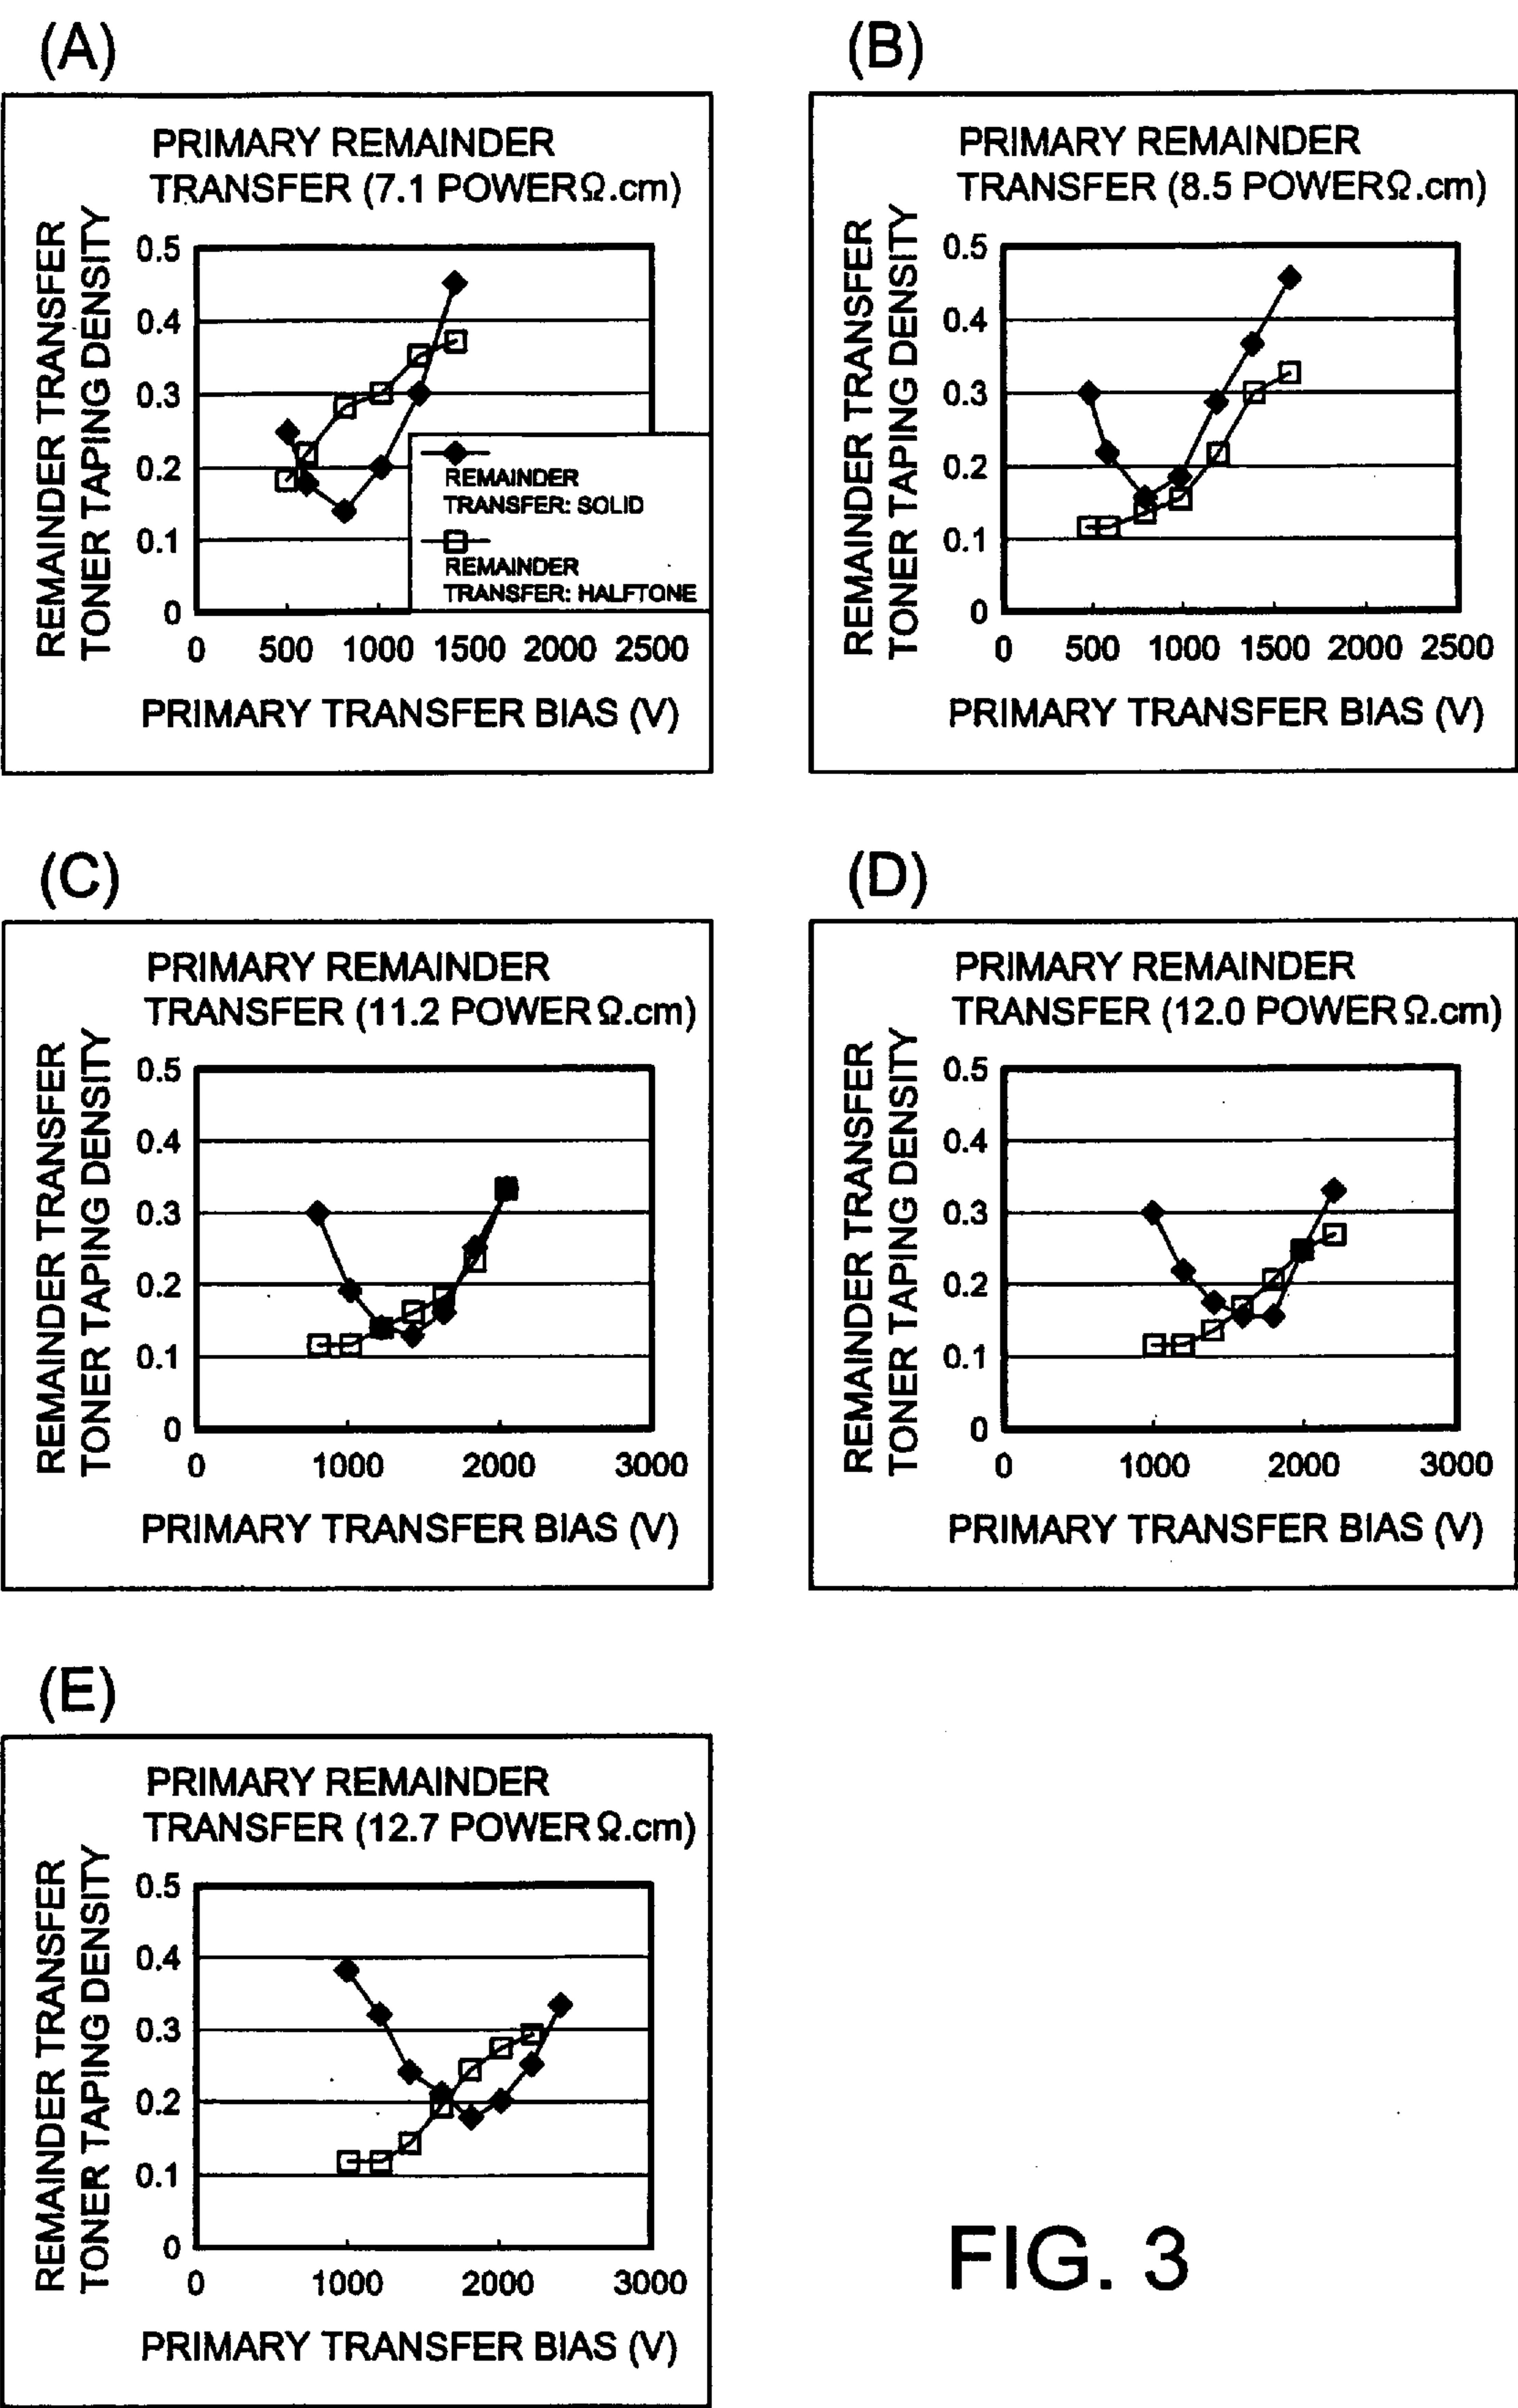 (A)
PRIMARY REMAINDER
TRANSFER (7.1 POWERΩ.cm)
REMAINDER TRANSFER
TONER TAPING DENSITY
0.5
0.4
0.3
0.2
0.1
0
REMAINDER
TRANSFER: SOLID
REMAINDER
TRANSFER: HALFTONE
0 500 1000 1500 2000 2500
PRIMARY TRANSFER BIAS (V)
(B)
PRIMARY REMAINDER
TRANSFER (8.5 POWERΩ.cm)
REMAINDER TRANSFER
TONER TAPING DENSITY
0.5
0.4
0.3
0.2
0.1
0
0 500 1000 1500 2000 2500
PRIMARY TRANSFER BIAS (V)
(C)
PRIMARY REMAINDER
TRANSFER (11.2 POWER Ω.cm)
REMAINDER TRANSFER
TONER TAPING DENSITY
0.5
0.4
0.3
0.2
0.1
0
0 1000 2000 3000
PRIMARY TRANSFER BIAS (V)
(D)
PRIMARY REMAINDER
TRANSFER (12.0 POWER Ω.cm)
REMAINDER TRANSFER
TONER TAPING DENSITY
0.5
0.4
0.3
0.2
0.1
0
0 1000 2000 3000
PRIMARY TRANSFER BIAS (V)
(E)
PRIMARY REMAINDER
TRANSFER (12.7 POWER Ω.cm)
REMAINDER TRANSFER
TONER TAPING DENSITY
0.5
0.4
0.3
0.2
0.1
0
0 1000 2000 3000
PRIMARY TRANSFER BIAS (V)
FIG. 3